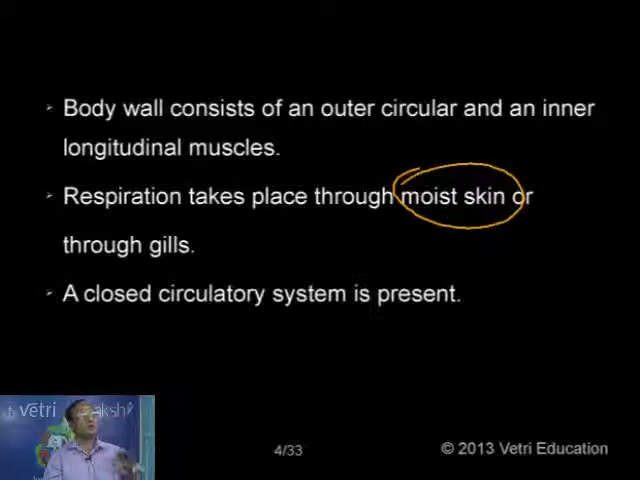 Body wall consists of an outer circular and an inner
longitudinal muscles.
Respiration takes place through moist skin or
through gills.
A closed circulatory system is present.
vetri
4/33
© 2013 Vetri Education